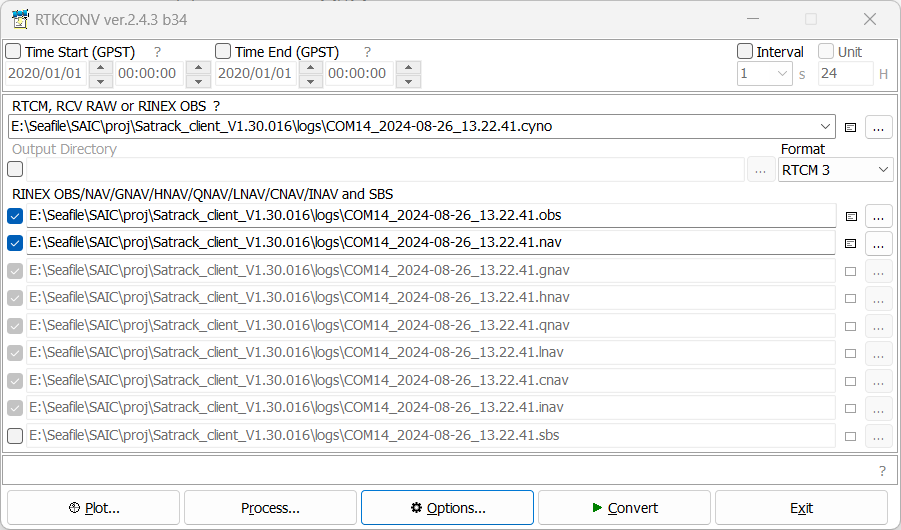 RTKCONV ver.2.4.3 b34
Time Start (GPST) ? Time End (GPST) ? Interval Unit
2020/01/01 00:00:00 2020/01/01 00:00:00 1 s 24 H
RTCM, RCV RAW or RINEX OBS ?
E:\Seafile\SAIC\proj\Satrack_client_V1.30.016\logs\COM14_2024-08-26_13.22.41.cyno ...
Output Directory Format
... RTCM 3
RINEX OBS/NAV/GNAV/HNAV/QNAV/LNAV/CNAV/INAV and SBS
E:\Seafile\SAIC\proj\Satrack_client_V1.30.016\logs\COM14_2024-08-26_13.22.41.obs ...
E:\Seafile\SAIC\proj\Satrack_client_V1.30.016\logs\COM14_2024-08-26_13.22.41.nav ...
E:\Seafile\SAIC\proj\Satrack_client_V1.30.016\logs\COM14_2024-08-26_13.22.41.gnav ...
E:\Seafile\SAIC\proj\Satrack_client_V1.30.016\logs\COM14_2024-08-26_13.22.41.hnav ...
E:\Seafile\SAIC\proj\Satrack_client_V1.30.016\logs\COM14_2024-08-26_13.22.41.qnav ...
E:\Seafile\SAIC\proj\Satrack_client_V1.30.016\logs\COM14_2024-08-26_13.22.41.lnav ...
E:\Seafile\SAIC\proj\Satrack_client_V1.30.016\logs\COM14_2024-08-26_13.22.41.cnav ...
E:\Seafile\SAIC\proj\Satrack_client_V1.30.016\logs\COM14_2024-08-26_13.22.41.inav ...
E:\Seafile\SAIC\proj\Satrack_client_V1.30.016\logs\COM14_2024-08-26_13.22.41.sbs ...
?
Plot... Process... Options... Convert Exit